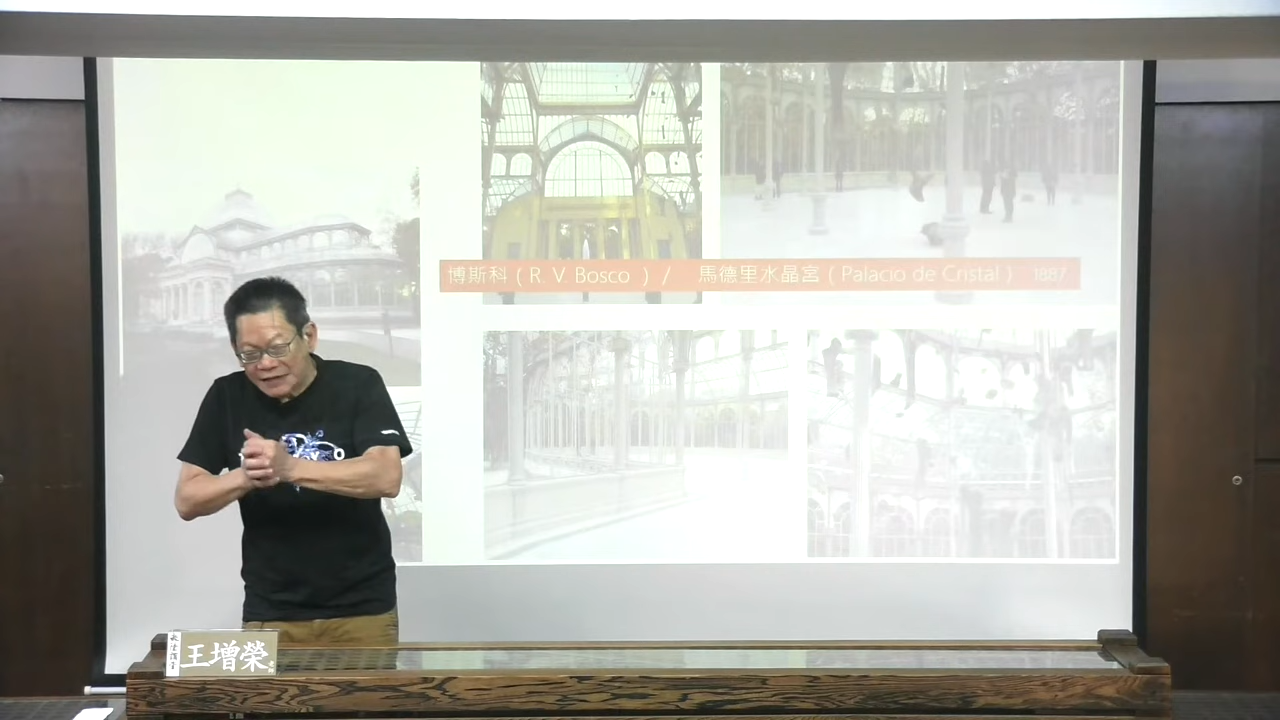 博斯科 ( R. V. Bosco ) / 馬德里水晶宮 ( Palacio de Cristal ) 1887
王增榮